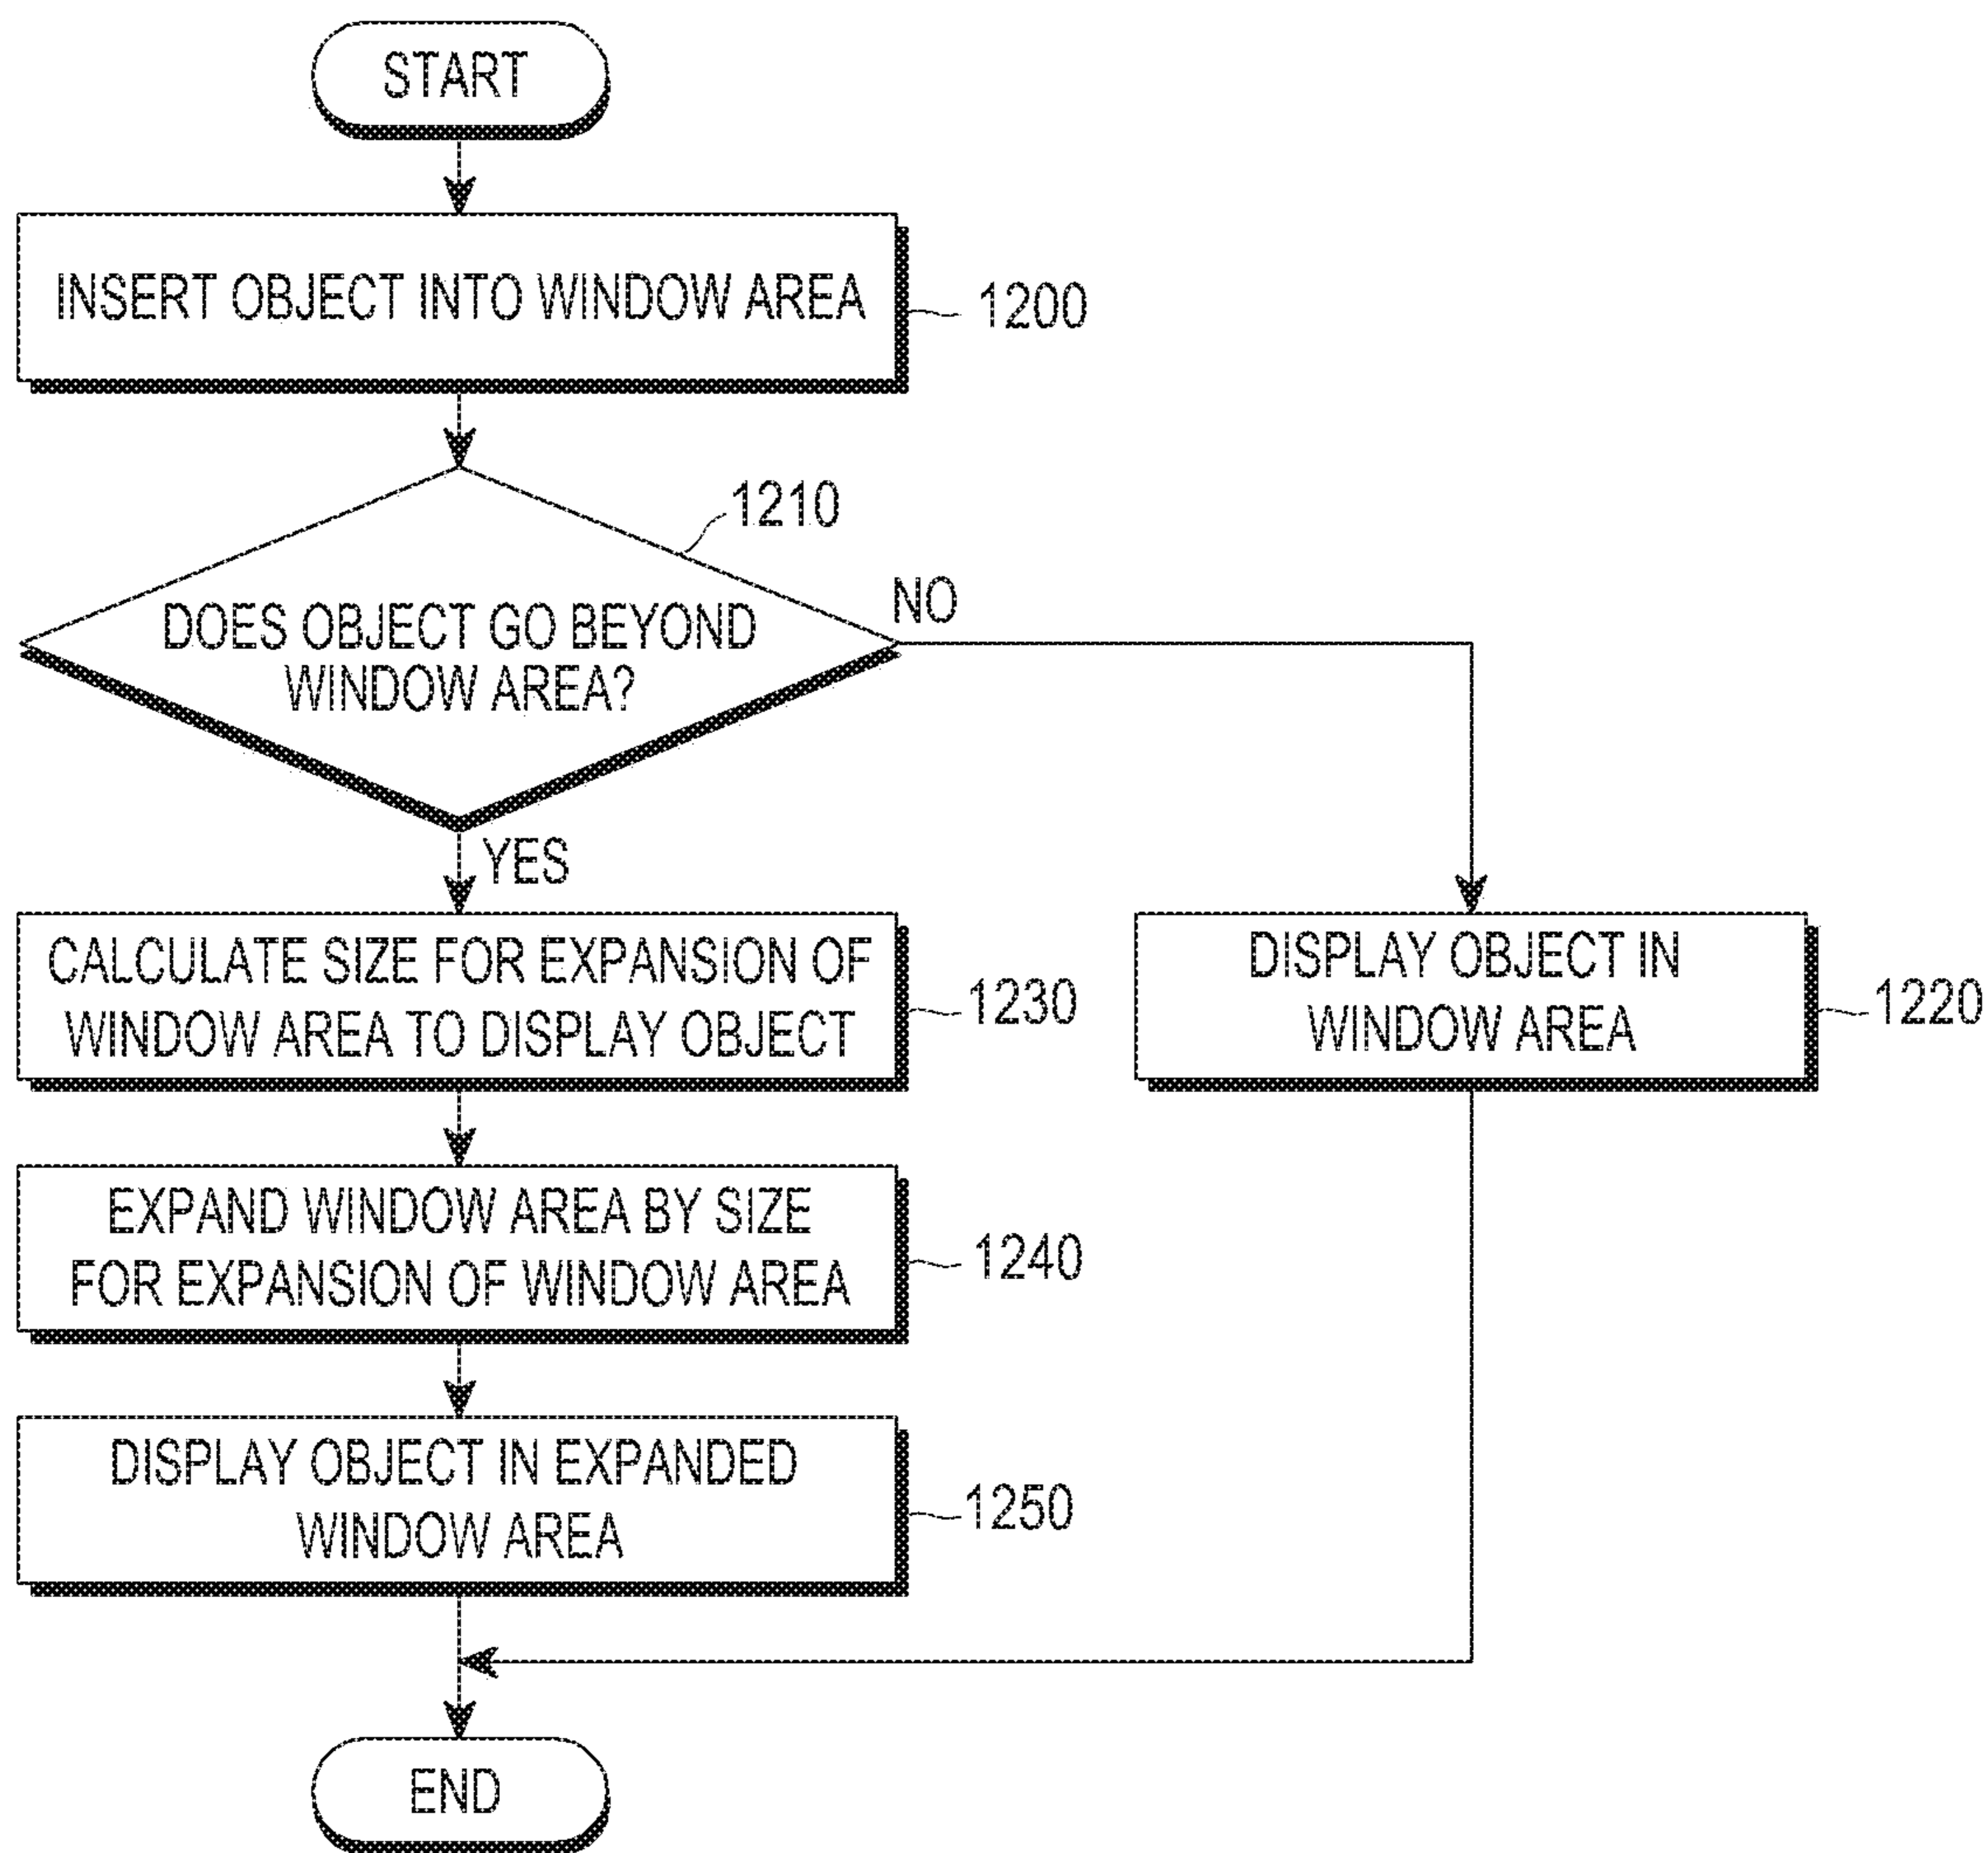 START
INSERT OBJECT INTO WINDOW AREA
1200
1210
DOES OBJECT GO BEYOND
WINDOW AREA?
NO
YES
CALCULATE SIZE FOR EXPANSION OF
WINDOW AREA TO DISPLAY OBJECT
1230
DISPLAY OBJECT IN
WINDOW AREA
1220
EXPAND WINDOW AREA BY SIZE
FOR EXPANSION OF WINDOW AREA
1240
DISPLAY OBJECT IN EXPANDED
WINDOW AREA
1250
END